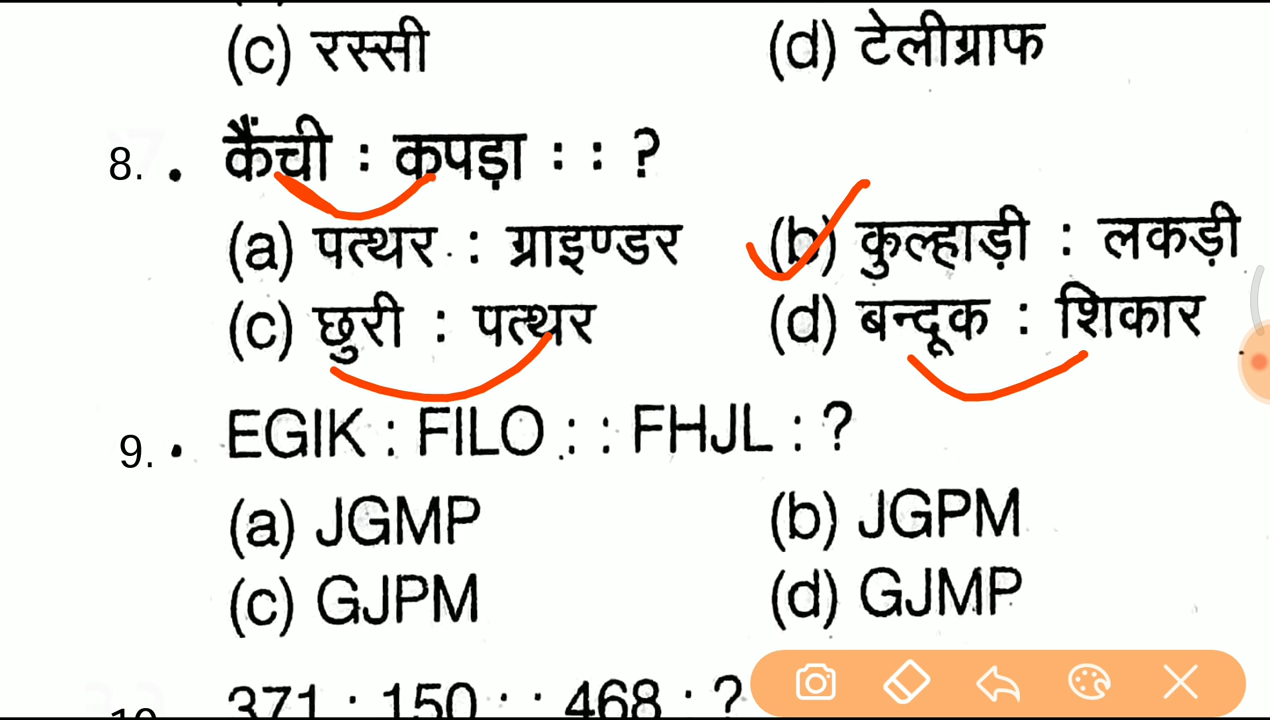 (c) रस्सी (d) टेलीग्राफ
8. . कैंची : कपड़ा : : ?
(a) पत्थर : ग्राइण्डर (b) कुल्हाड़ी : लकड़ी
(c) छुरी : पत्थर (d) बन्दूक : शिकार
9. . EGIK : FILO : : FHJL : ?
(a) JGMP (b) JGPM
(c) GJPM (d) GJMP
371 : 150 : : 468 : ?